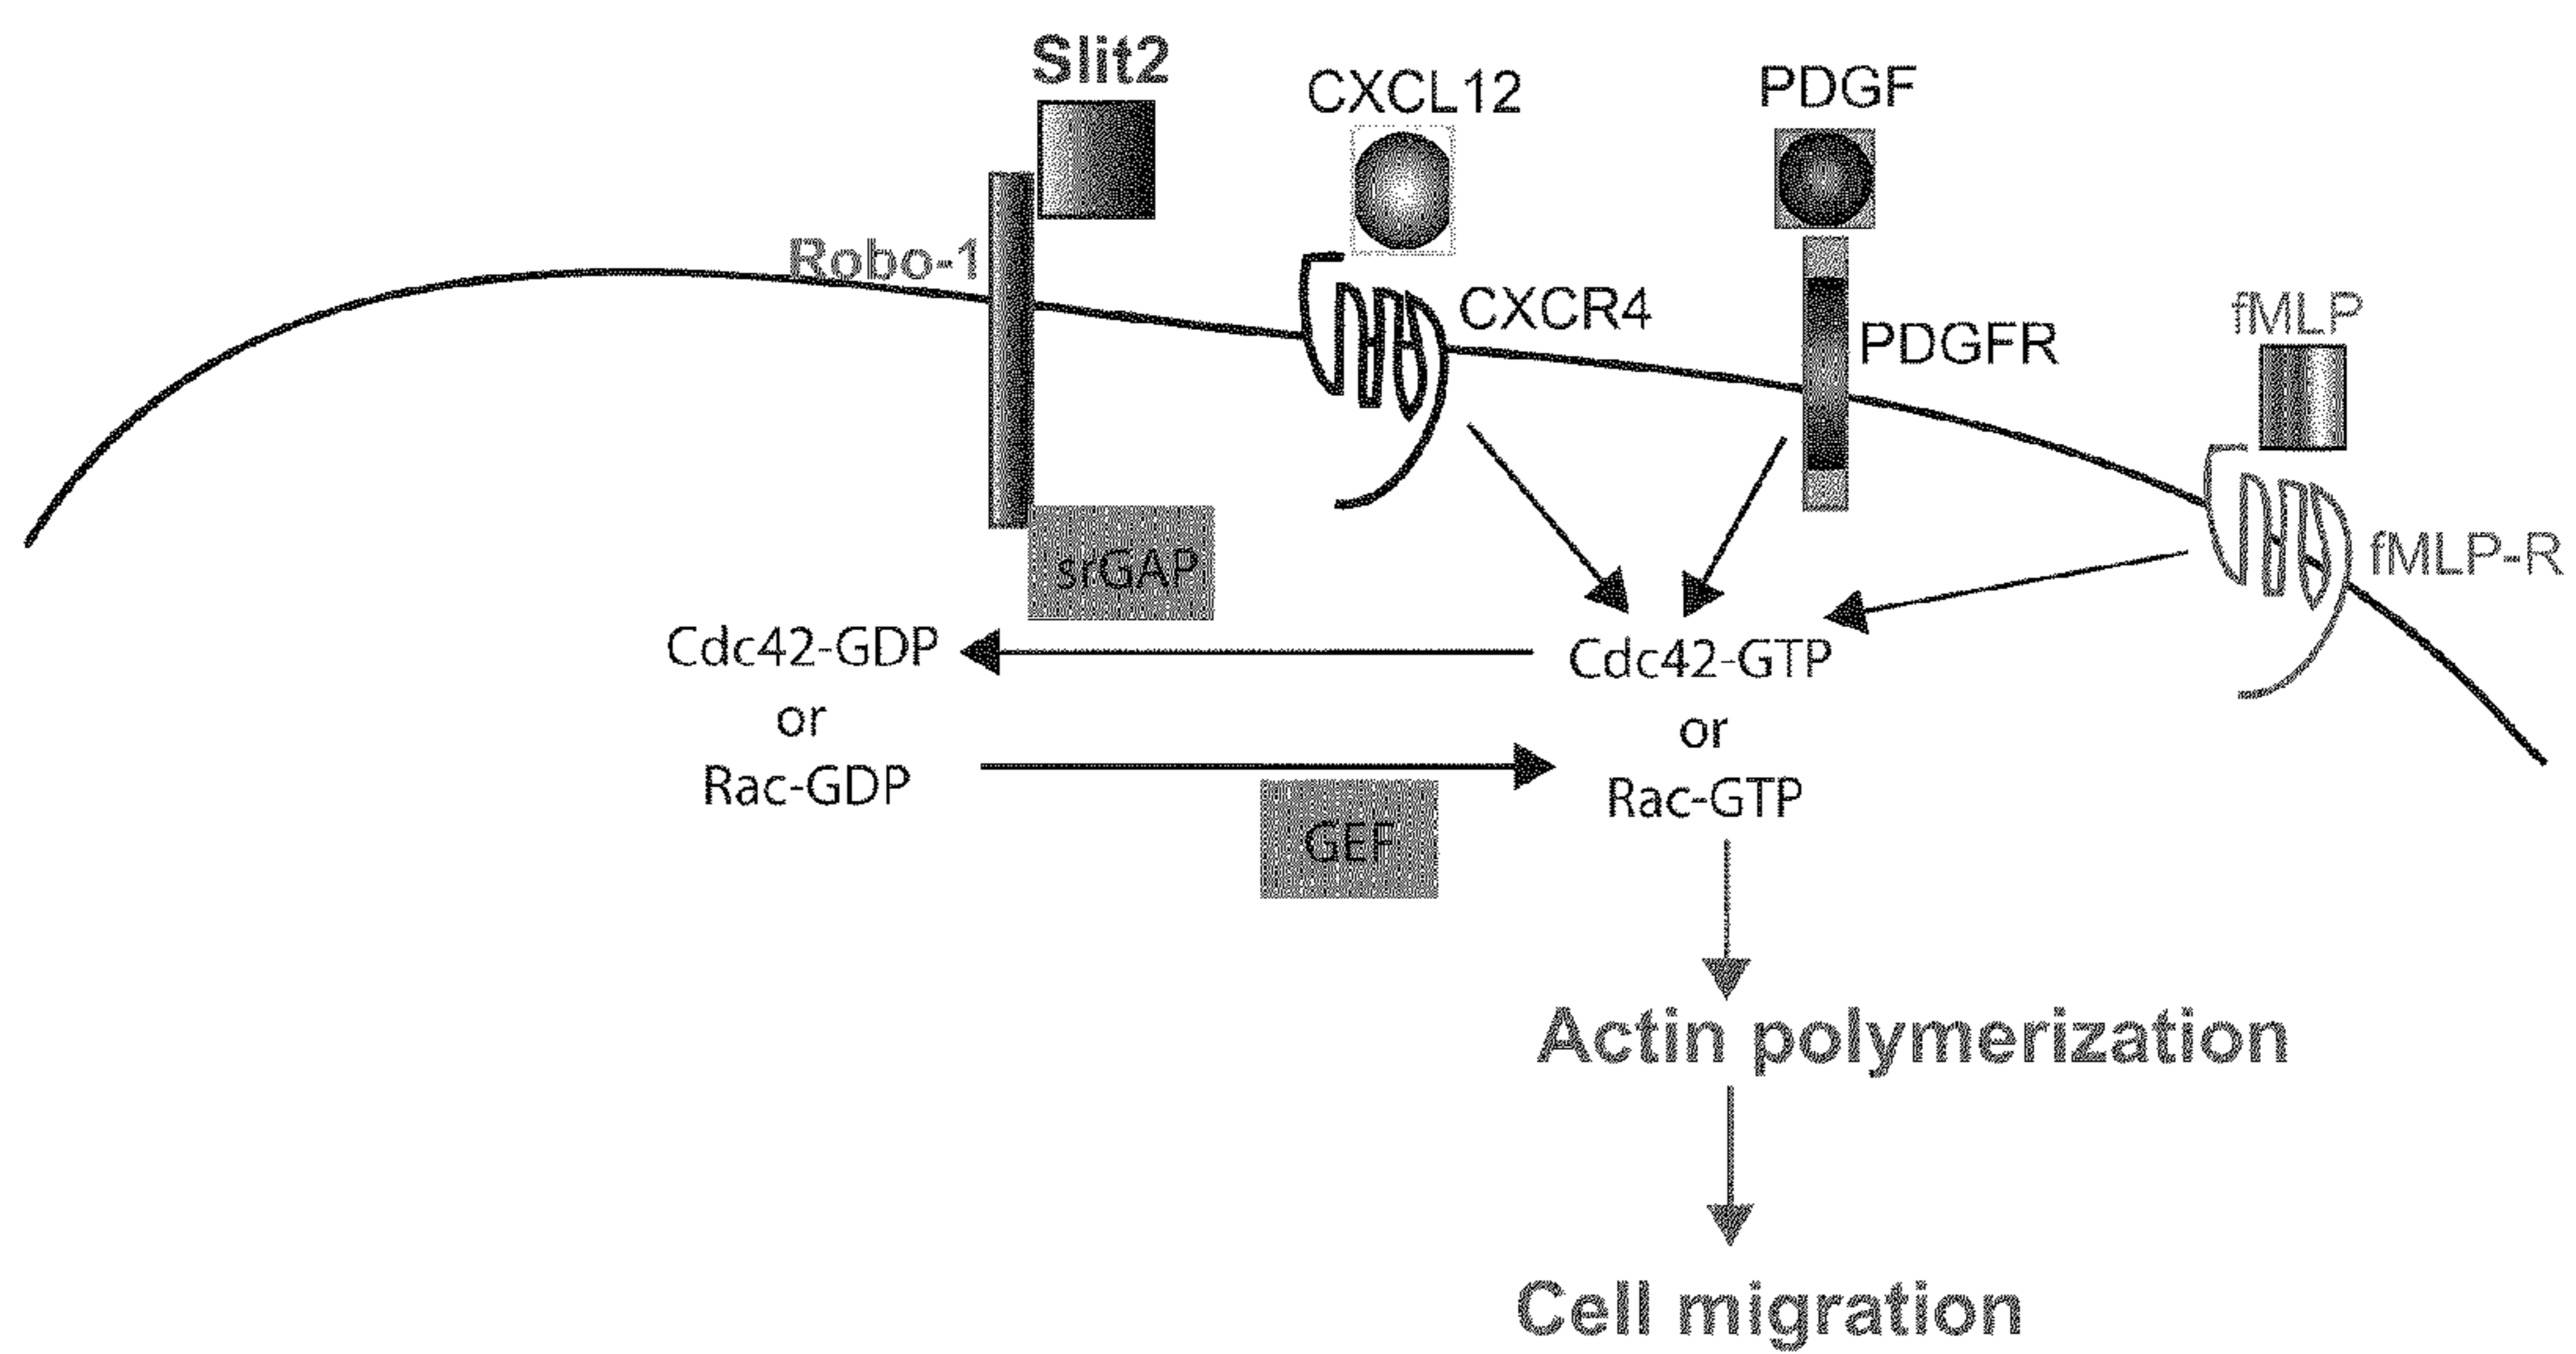 Slit2
CXCL12
PDGF
Robo-1
CXCR4
PDGFR
fMLP
fMLP-R
srGAP
Cdc42-GDP
or
Rac-GDP
Cdc42-GTP
or
Rac-GTP
GEF
Actin polymerization
Cell migration